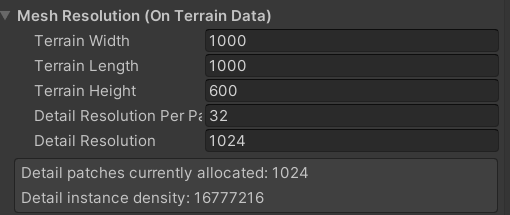 Mesh Resolution (On Terrain Data)
Terrain Width 1000
Terrain Length 1000
Terrain Height 600
Detail Resolution Per Pa 32
Detail Resolution 1024
Detail patches currently allocated: 1024
Detail instance density: 16777216